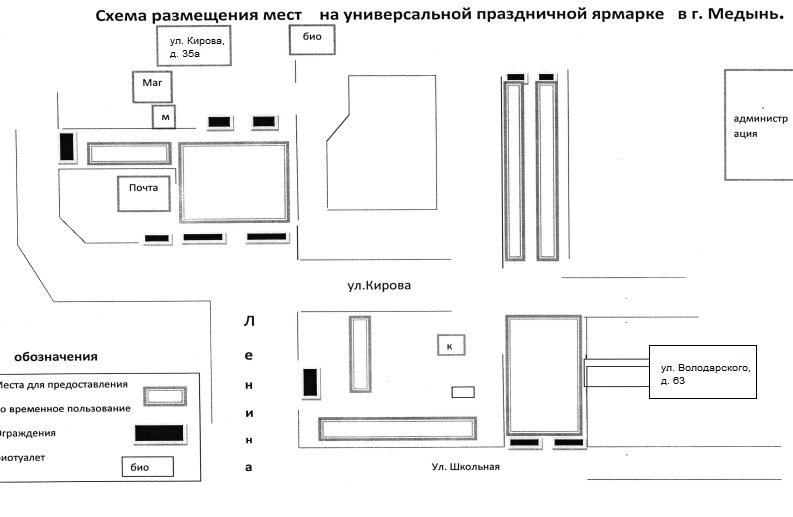 Схема размещения мест на универсальной праздничной ярмарке в г. Медынь.
ул. Кирова,
д. 35а
био
Маг
м
администр
ация
Почта
ул.Кирова
Л
е
н
и
н
а
к
обозначения
Места для предоставления
во временное пользование
Ограждения
биотуалет
био
ул. Володарского,
д. 63
Ул. Школьная